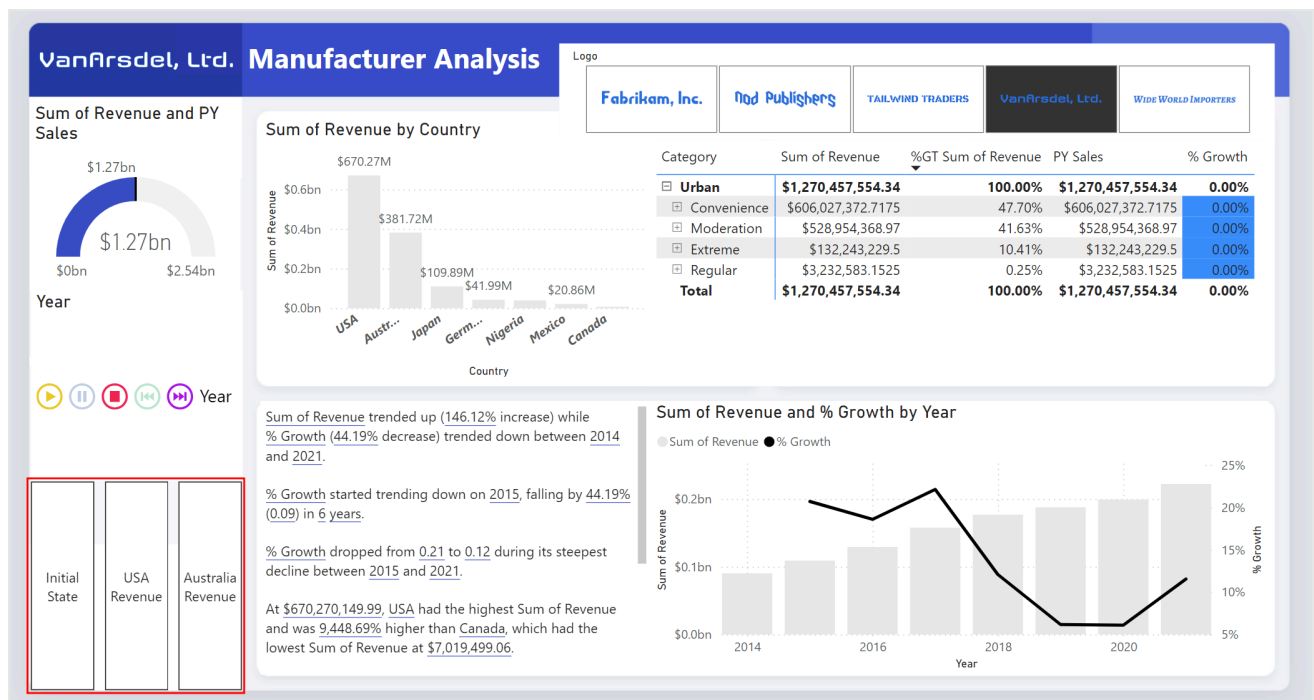 VanArsdel, Ltd.
Manufacturer Analysis
Logo
Fabrikam, Inc.
Nod Publishers
TAILWIND TRADERS
VanArsdel, Ltd.
WIDE WORLD IMPORTERS
Sum of Revenue and PY
Sales
$1.27bn
$1.27bn
$0bn
$2.54bn
Year
Year
Initial
State
USA
Revenue
Australia
Revenue
Sum of Revenue by Country
Sum of Revenue
$0.6bn
$0.4bn
$0.2bn
$0.0bn
$670.27M
$381.72M
$109.89M
$41.99M
$20.86M
USA
Austr...
Japan
Germ...
Nigeria
Mexico
Canada
Country
Category Sum of Revenue %GT Sum of Revenue PY Sales % Growth
Urban $1,270,457,554.34 100.00% $1,270,457,554.34 0.00%
Convenience $606,027,372.7175 47.70% $606,027,372.7175 0.00%
Moderation $528,954,368.97 41.63% $528,954,368.97 0.00%
Extreme $132,243,229.5 10.41% $132,243,229.5 0.00%
Regular $3,232,583.1525 0.25% $3,232,583.1525 0.00%
Total $1,270,457,554.34 100.00% $1,270,457,554.34 0.00%
Sum of Revenue trended up (146.12% increase) while
% Growth (44.19% decrease) trended down between 2014
and 2021.
% Growth started trending down on 2015, falling by 44.19%
(0.09) in 6 years.
% Growth dropped from 0.21 to 0.12 during its steepest
decline between 2015 and 2021.
At $670,270,149.99, USA had the highest Sum of Revenue
and was 9,448.69% higher than Canada, which had the
lowest Sum of Revenue at $7,019,499.06.
Sum of Revenue and % Growth by Year
Sum of Revenue % Growth
Sum of Revenue
$0.2bn
$0.1bn
$0.0bn
25%
20%
15%
10%
5%
% Growth
2014
2016
2018
2020
Year